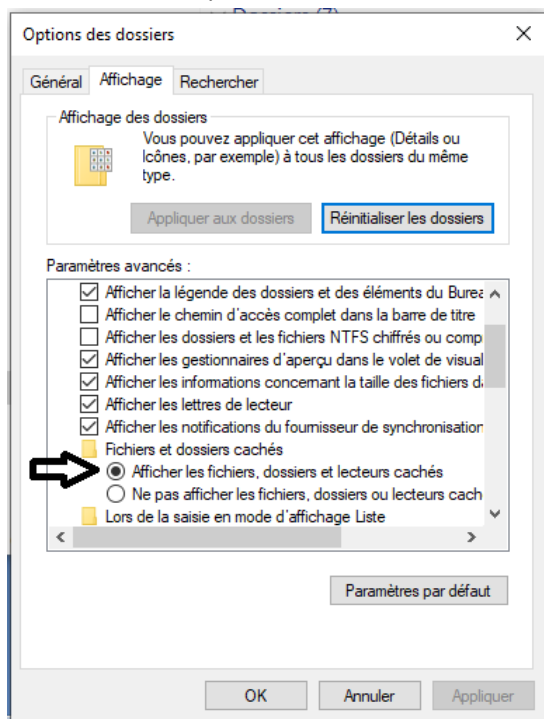 Dossiers (7)
Options des dossiers
Général Affichage Rechercher
Affichage des dossiers
Vous pouvez appliquer cet affichage (Détails ou
Icônes, par exemple) à tous les dossiers du même
type.
Appliquer aux dossiers Réinitialiser les dossiers
Paramètres avancés :
Afficher la légende des dossiers et des éléments du Burea
Afficher le chemin d'accès complet dans la barre de titre
Afficher les dossiers et les fichiers NTFS chiffrés ou comp
Afficher les gestionnaires d'aperçu dans le volet de visual
Afficher les informations concernant la taille des fichiers d
Afficher les lettres de lecteur
Afficher les notifications du fournisseur de synchronisation
Fichiers et dossiers cachés
Afficher les fichiers, dossiers et lecteurs cachés
Ne pas afficher les fichiers, dossiers ou lecteurs cach
Lors de la saisie en mode d'affichage Liste
Paramètres par défaut
OK Annuler Appliquer